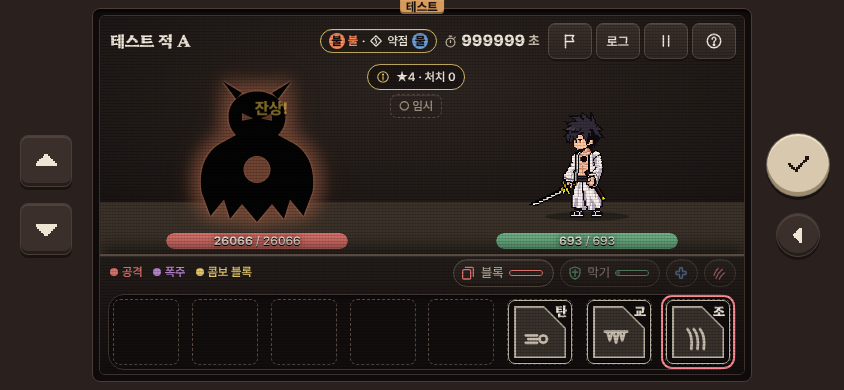 테스트
테스트 적 A
불 불 · 약점 물
999999 초
로그
★4 · 처치 0
임시
잔상!
26066 / 26066
693 / 693
공격
폭주
콤보 블록
블록
막기
탄
교
조